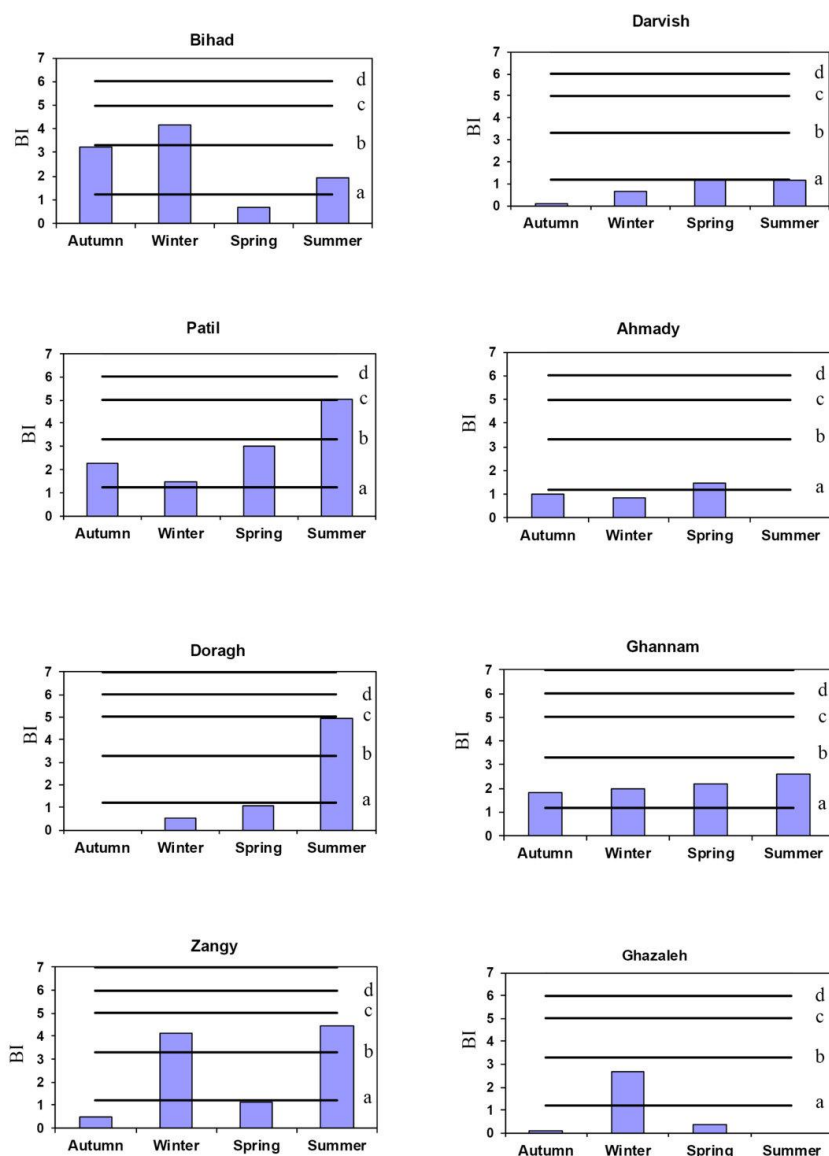 Bihad
7
6
5
4
3
2
1
0
BI
d
c
b
a
Autumn Winter Spring Summer
Darvish
7
6
5
4
3
2
1
0
BI
d
c
b
a
Autumn Winter Spring Summer
Patil
7
6
5
4
3
2
1
0
BI
d
c
b
a
Autumn Winter Spring Summer
Ahmady
7
6
5
4
3
2
1
0
BI
d
c
b
a
Autumn Winter Spring Summer
Doragh
7
6
5
4
3
2
1
0
BI
d
c
b
a
Autumn Winter Spring Summer
Ghannam
7
6
5
4
3
2
1
0
BI
d
c
b
a
Autumn Winter Spring Summer
Zangy
7
6
5
4
3
2
1
0
BI
d
c
b
a
Autumn Winter Spring Summer
Ghazaleh
7
6
5
4
3
2
1
0
BI
d
c
b
a
Autumn Winter Spring Summer